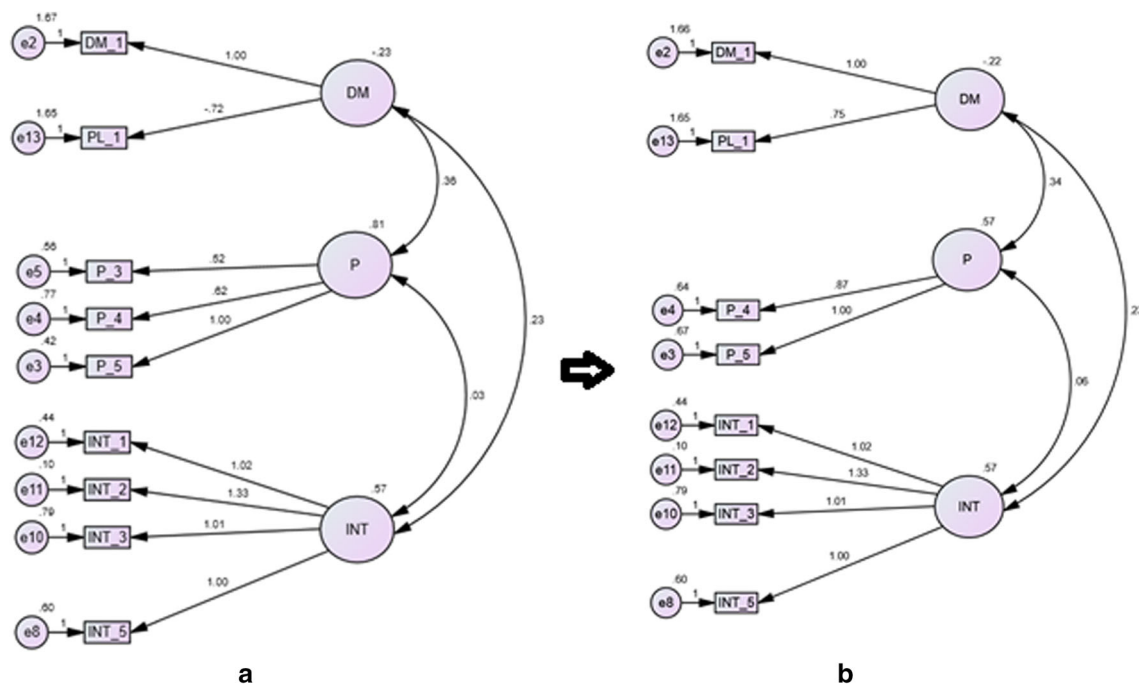 1.67
e2 1 DM_1
1.00
-.23
DM
1.65
-.72
e13 1 PL_1
.36
.81
P
.56
e5 1 P_3
.52
.77
e4 1 P_4
.62
.42
e3 1 P_5
1.00
.23
.03
.44
e12 1 INT_1
1.02
.10
e11 1 INT_2
1.33
.79
e10 1 INT_3
1.01
.57
INT
1.00
.60
e8 1 INT_5
a
1.66
e2 1 DM_1
1.00
-.22
DM
1.65
.75
e13 1 PL_1
.34
.57
P
.64
e4 1 P_4
.87
.67
e3 1 P_5
1.00
.06
.44
e12 1 INT_1
1.02
.10
e11 1 INT_2
1.33
.79
e10 1 INT_3
1.01
.57
INT
1.00
.60
e8 1 INT_5
b